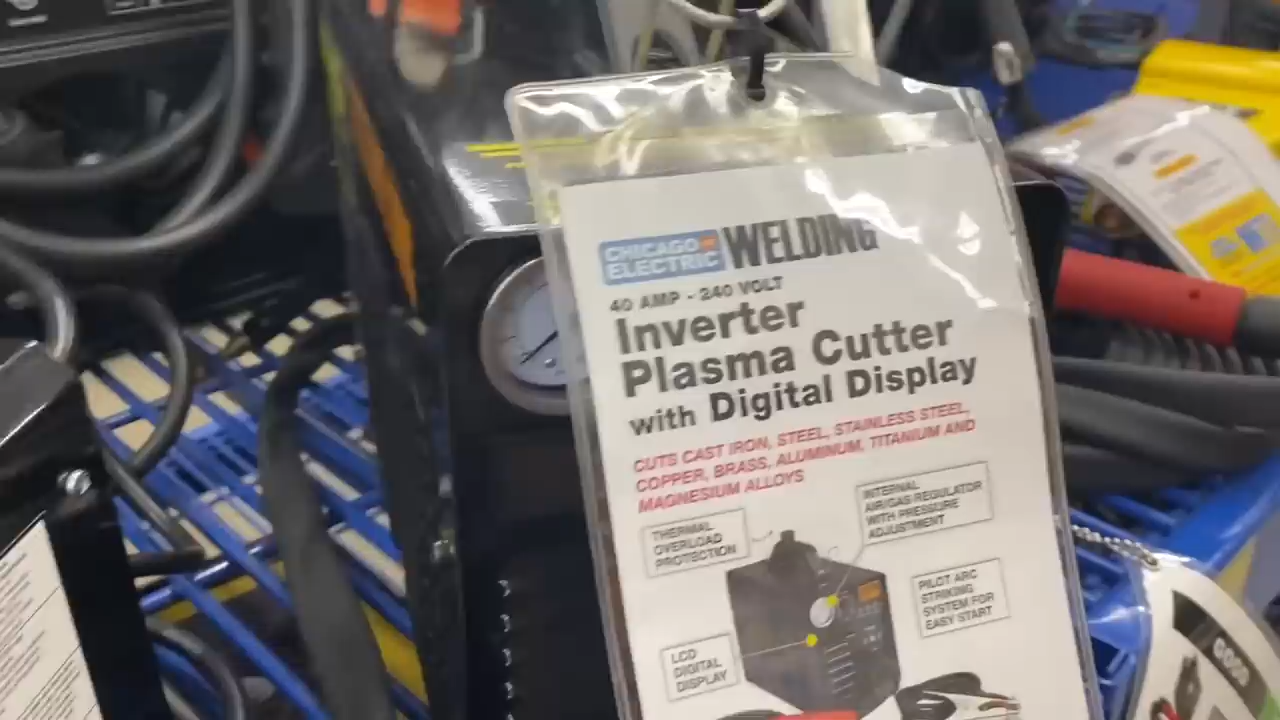 CHICAGO ELECTRIC WELDING
40 AMP - 240 VOLT
Inverter
Plasma Cutter
with Digital Display
CUTS CAST IRON, STEEL, STAINLESS STEEL,
COPPER, BRASS, ALUMINUM, TITANIUM AND
MAGNESIUM ALLOYS
THERMAL
OVERLOAD
PROTECTION
INTERNAL
AIR/GAS REGULATOR
WITH PRESSURE
ADJUSTMENT
PILOT ARC
STRIKING
SYSTEM FOR
EASY START
LCD
DIGITAL
DISPLAY
GOOD